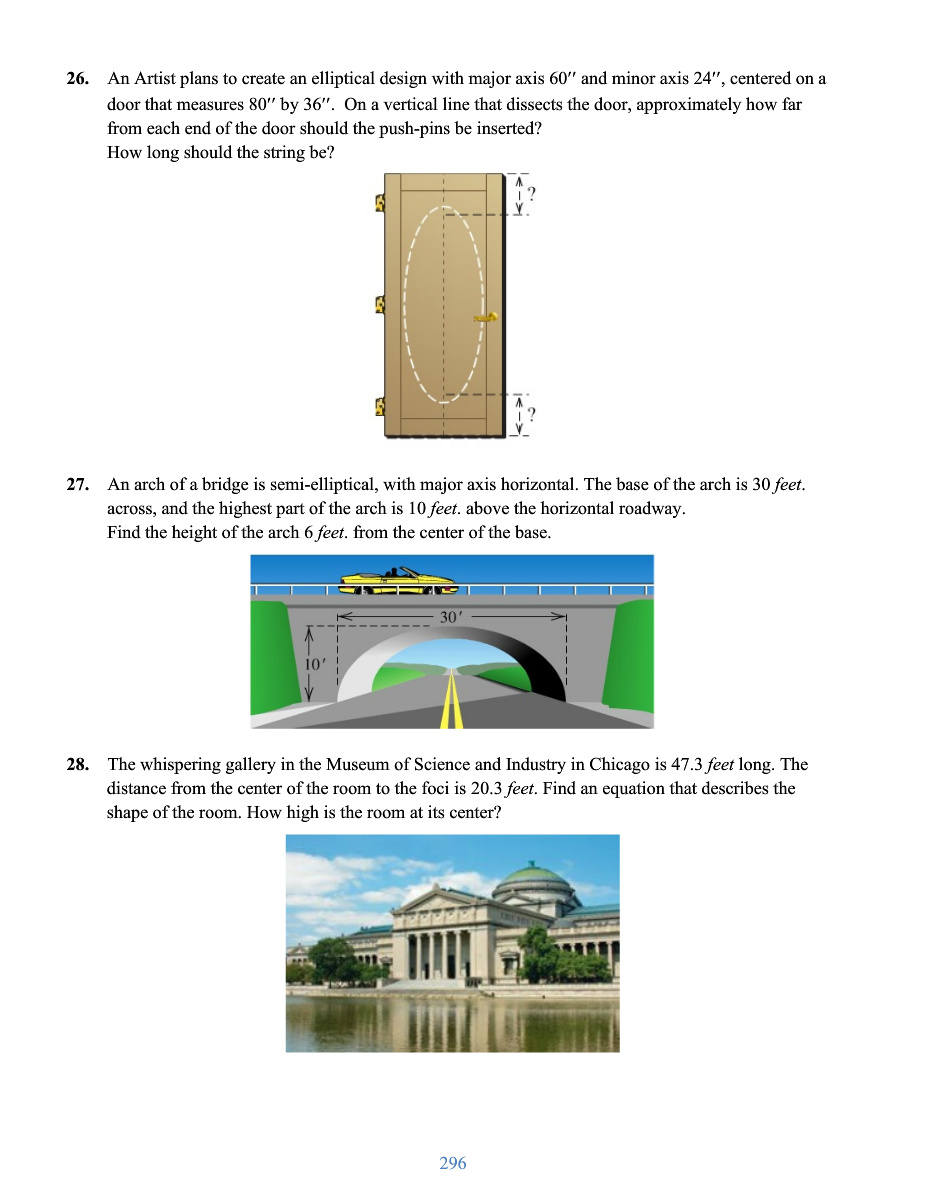 26. An Artist plans to create an elliptical design with major axis 60′′ and minor axis 24′′, centered on a
door that measures 80′′ by 36′′. On a vertical line that dissects the door, approximately how far
from each end of the door should the push-pins be inserted?
How long should the string be?
?
?
27. An arch of a bridge is semi-elliptical, with major axis horizontal. The base of the arch is 30 feet.
across, and the highest part of the arch is 10 feet. above the horizontal roadway.
Find the height of the arch 6 feet. from the center of the base.
30′
10′
28. The whispering gallery in the Museum of Science and Industry in Chicago is 47.3 feet long. The
distance from the center of the room to the foci is 20.3 feet. Find an equation that describes the
shape of the room. How high is the room at its center?
296